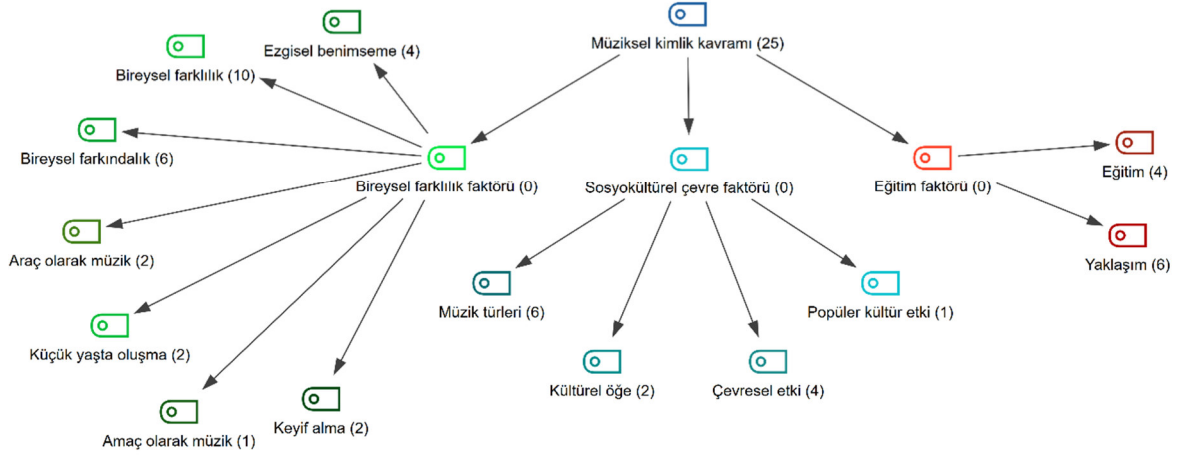 Müziksel kimlik kavramı (25)
Ezgisel benimseme (4)
Bireysel farklılık (10)
Bireysel farkındalık (6)
Bireysel farklılık faktörü (0)
Sosyokültürel çevre faktörü (0)
Eğitim faktörü (0)
Eğitim (4)
Araç olarak müzik (2)
Yaklaşım (6)
Müzik türleri (6)
Popüler kültür etki (1)
Küçük yaşta oluşma (2)
Kültürel öğe (2)
Çevresel etki (4)
Amaç olarak müzik (1)
Keyif alma (2)